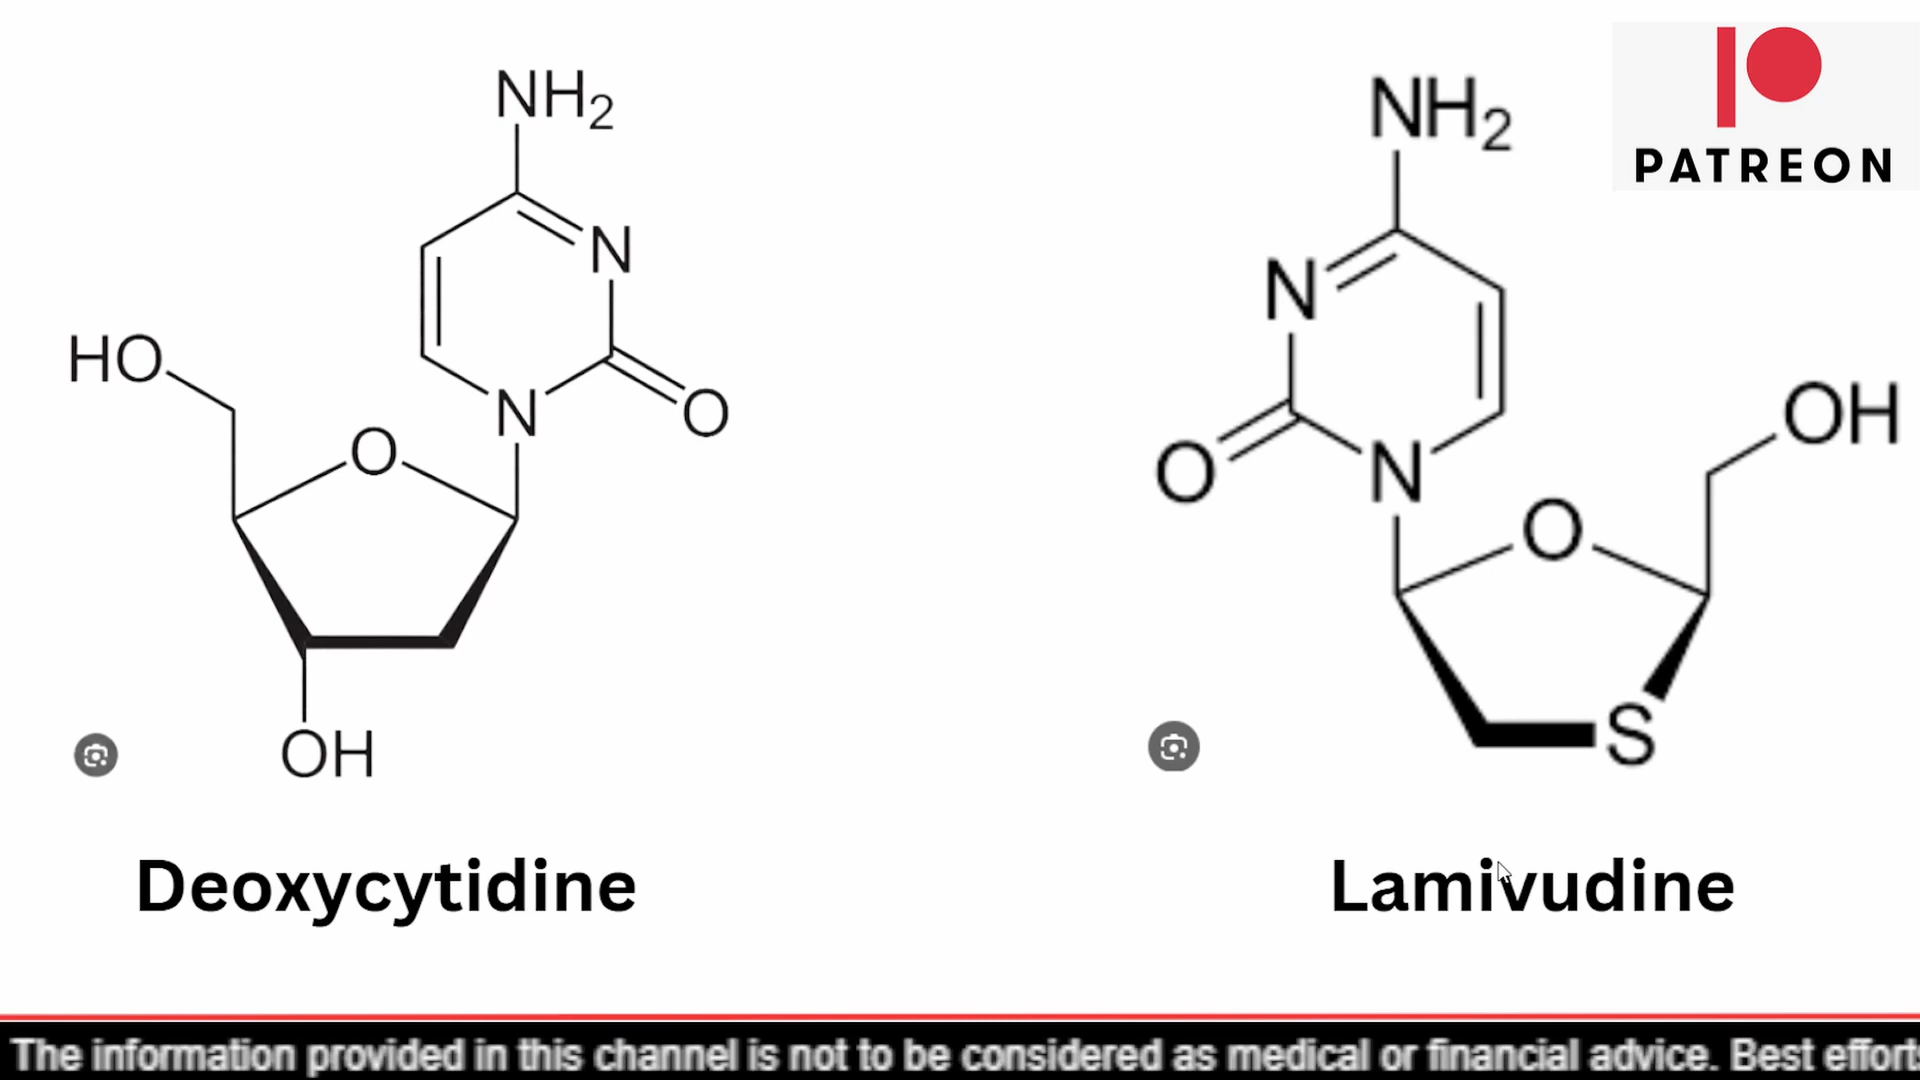 NH2
N
HO
N
O
O
OH
Deoxycytidine
NH2
N
OH
O
N
O
S
Lamivudine
PATREON
The information provided in this channel is not to be considered as medical or financial advice. Best efforts